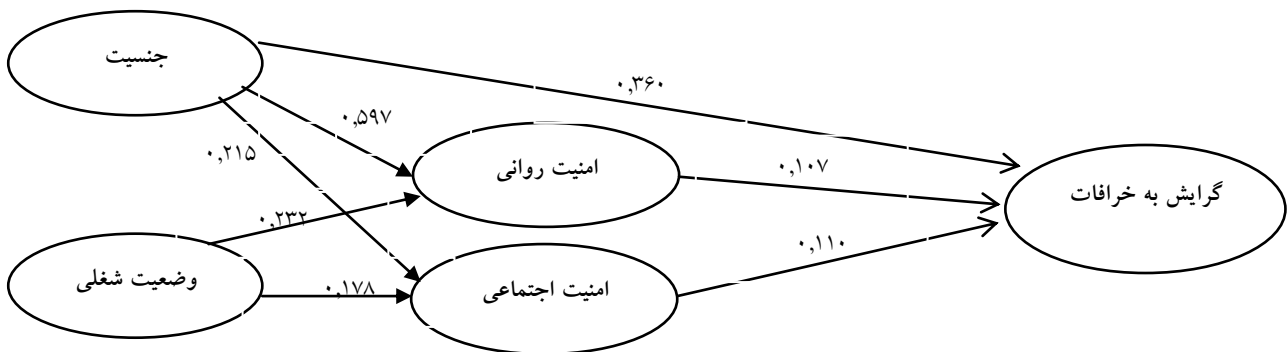 جنسیت
۰,۳۶۰
۰,۵۹۷
۰,۲۱۵
امنیت روانی
۰,۱۰۷
گرایش به خرافات
۰,۲۳۲
۰,۱۱۰
وضعیت شغلی
۰,۱۷۸
امنیت اجتماعی